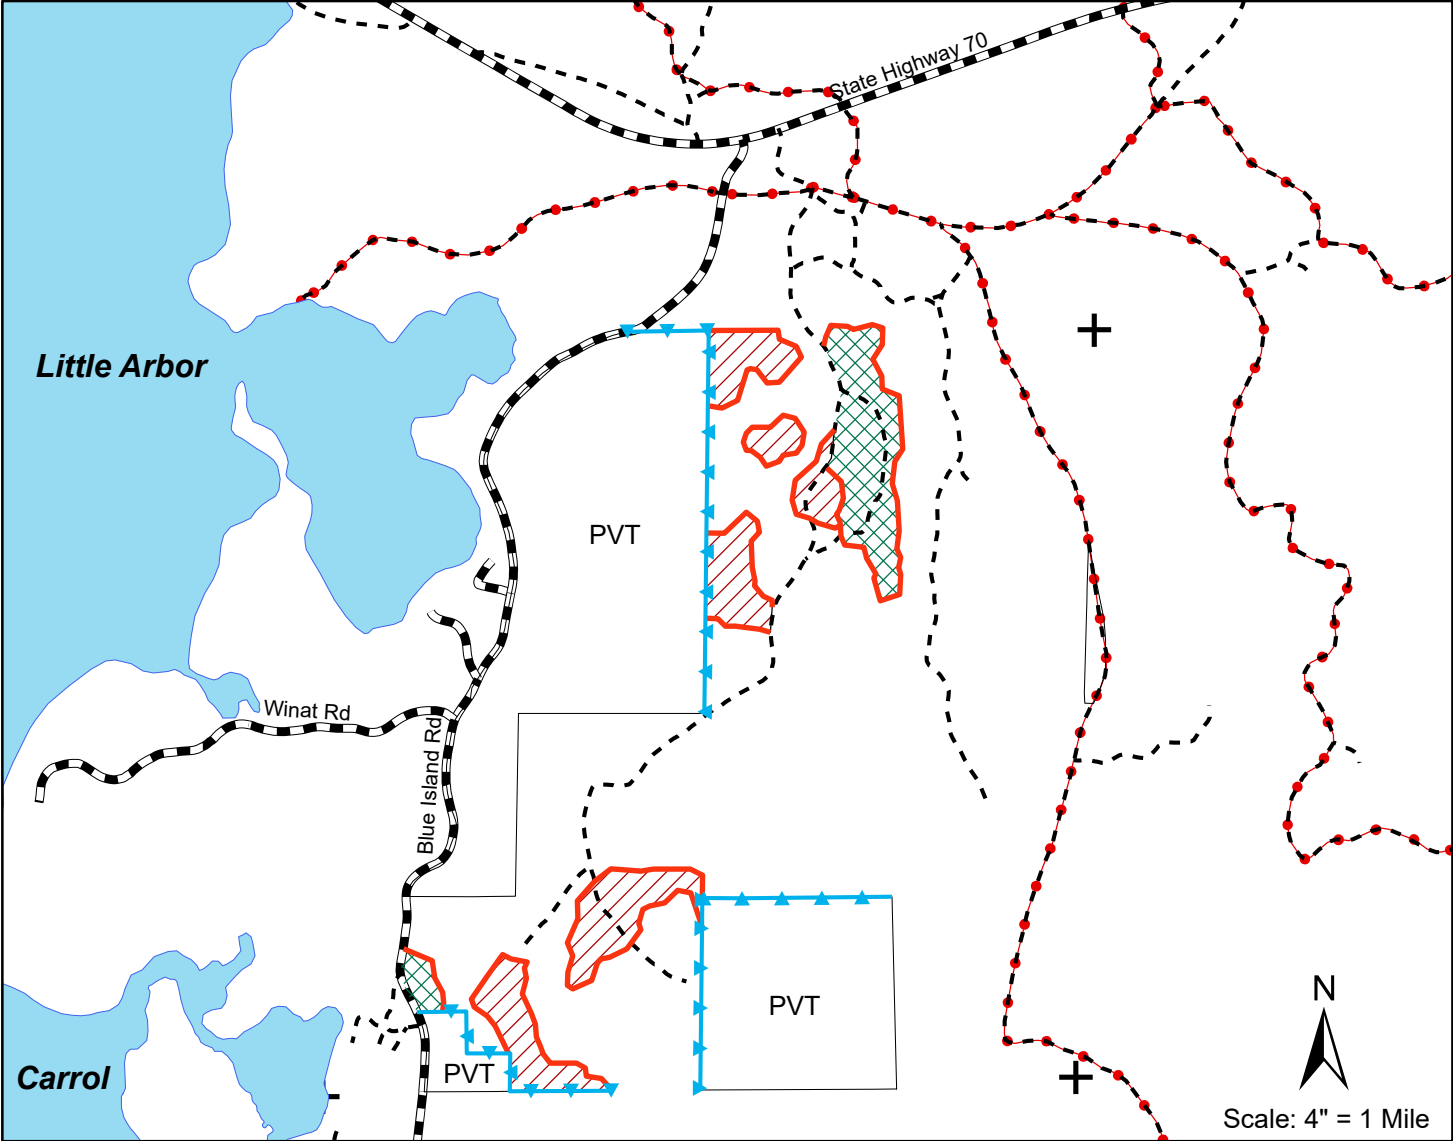 State Highway 70
Little Arbor
PVT
Winat Rd
Blue Island Rd
N
PVT
PVT
Carrol
Scale: 4" = 1 Mile